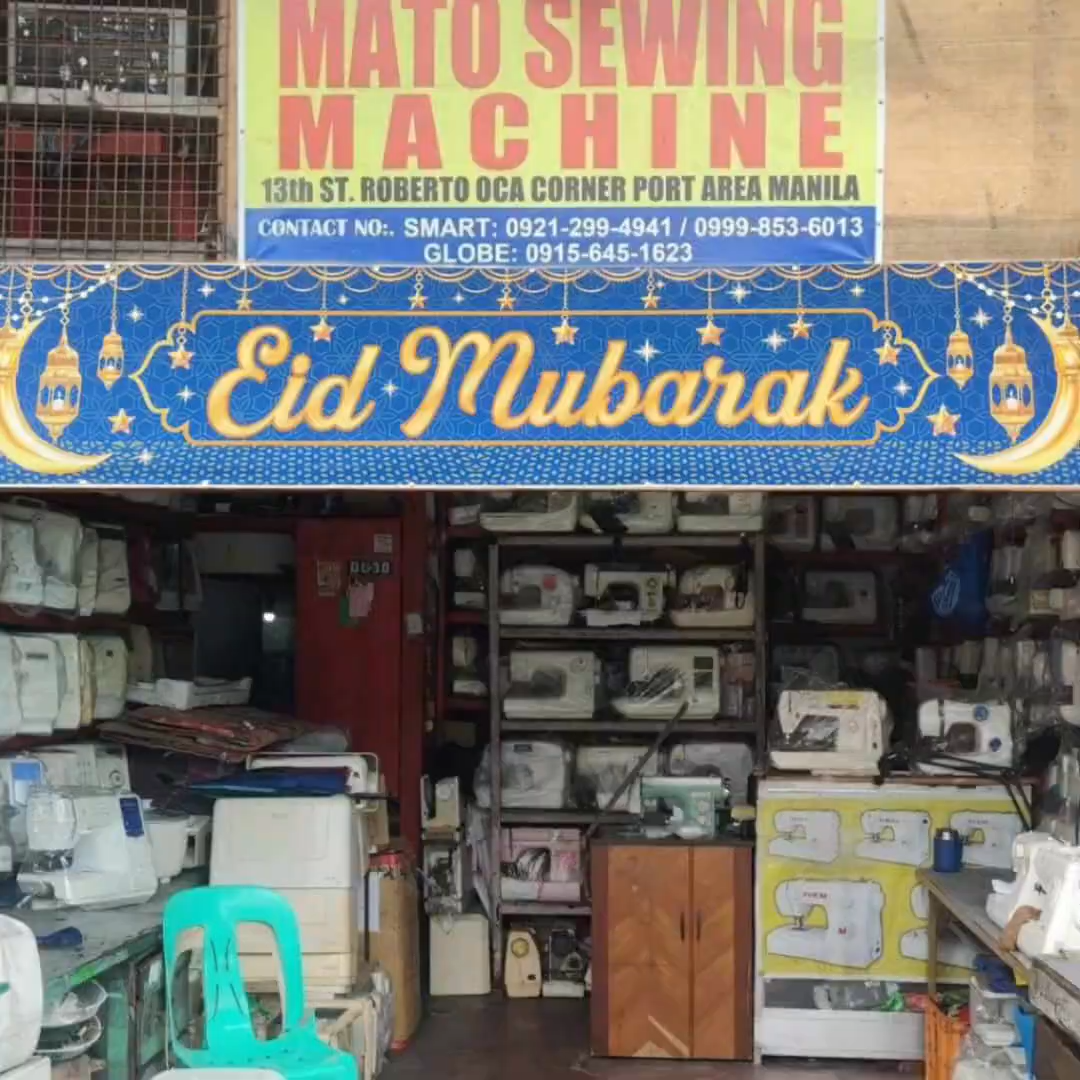 MATO SEWING
MACHINE
13th ST. ROBERTO OCA CORNER PORT AREA MANILA
CONTACT NO:. SMART: 0921-299-4941 / 0999-853-6013
GLOBE: 0915-645-1623
Eid Mubarak